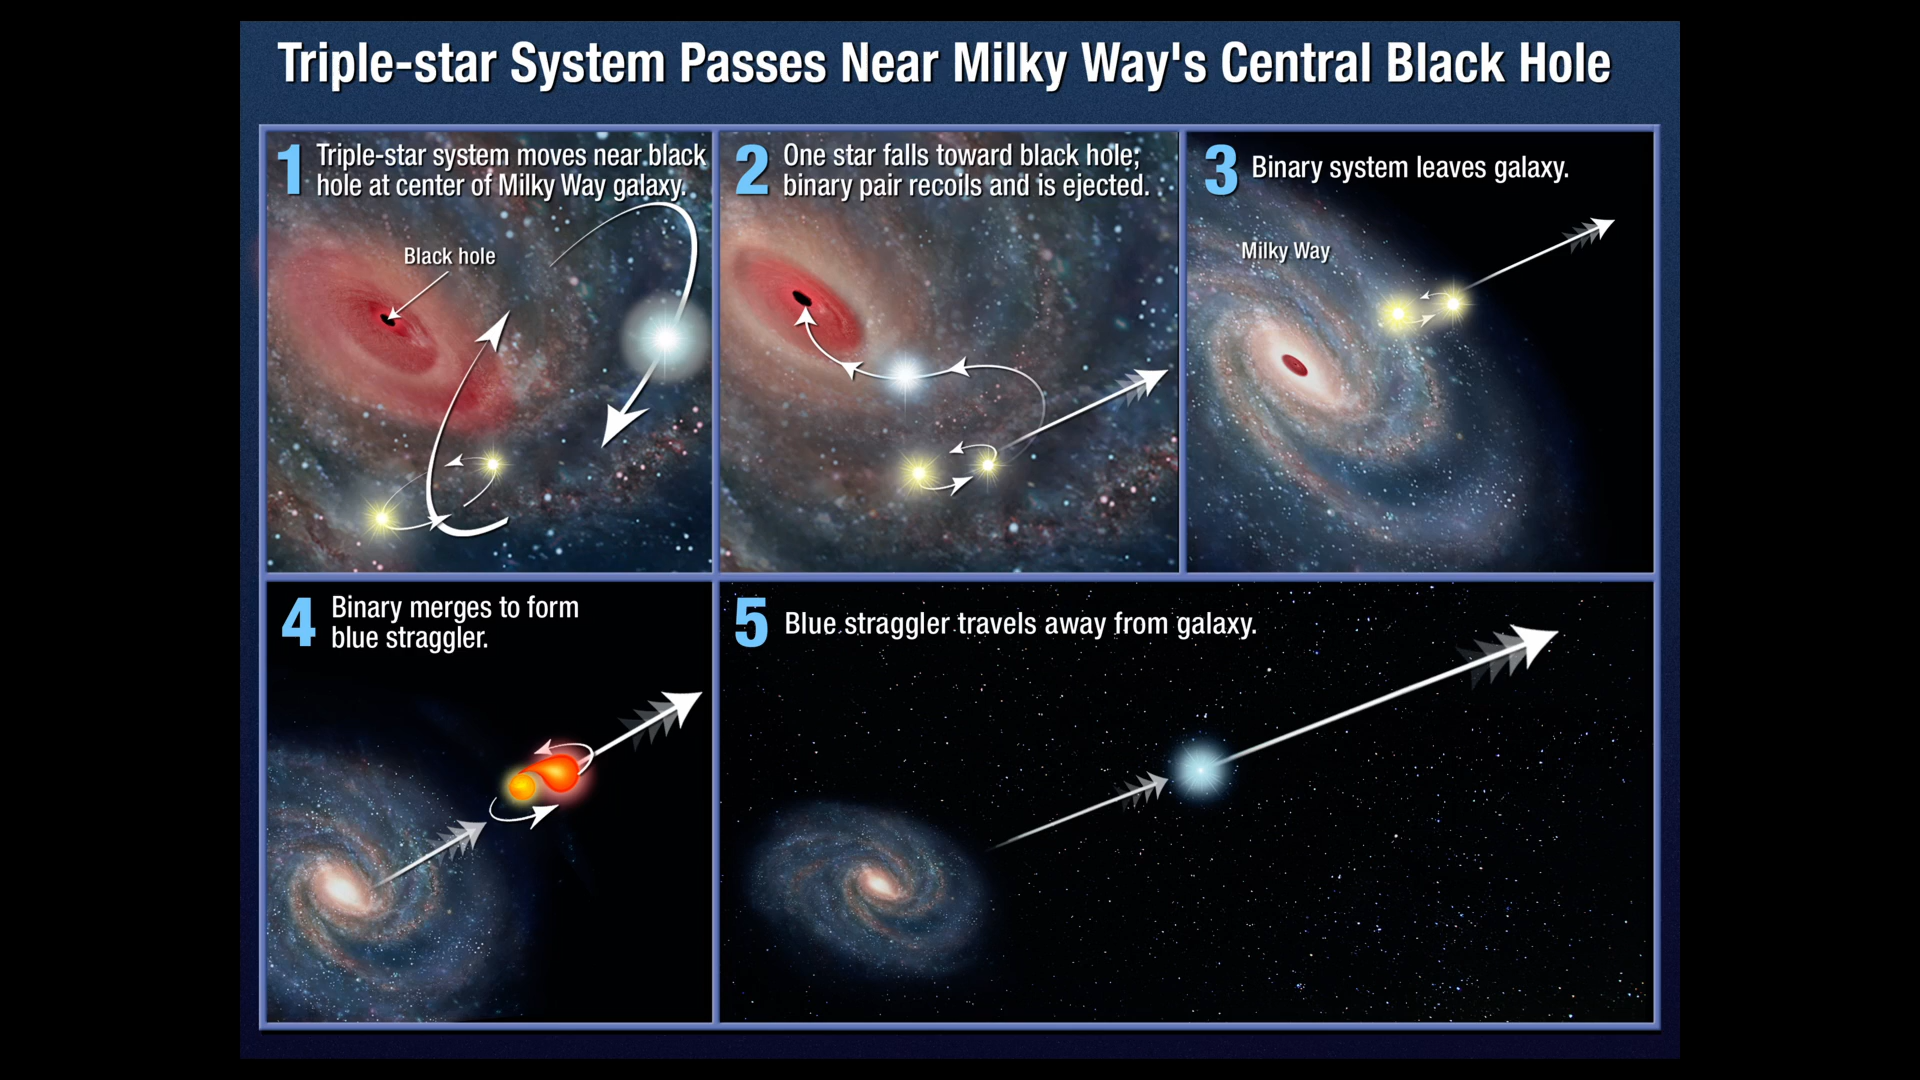 Triple-star System Passes Near Milky Way's Central Black Hole
1 Triple-star system moves near black
hole at center of Milky Way galaxy.
Black hole
2 One star falls toward black hole;
binary pair recoils and is ejected.
3 Binary system leaves galaxy.
Milky Way
4 Binary merges to form
blue straggler.
5 Blue straggler travels away from galaxy.